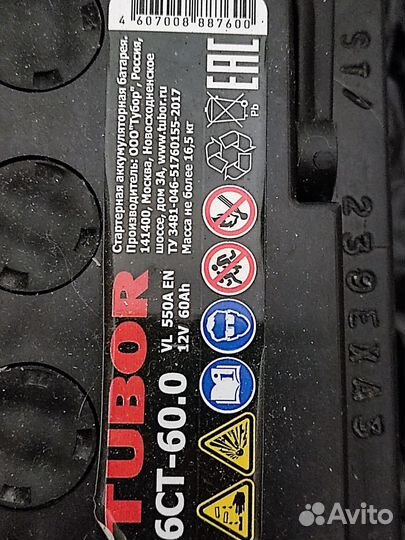 4607008 887600
Стартерная аккумуляторная батарея.
Производитель: ООО"Тубор", Россия,
141400, Москва, Новосходненское
шоссе, дом 3А, www.tubor.ru
ТУ 3481-046-51760155-2017
Масса не более 16,5 кг
EAC
Pb
TUBOR
VL 550A EN
12V 60Ah
6СТ-60.0
Avito